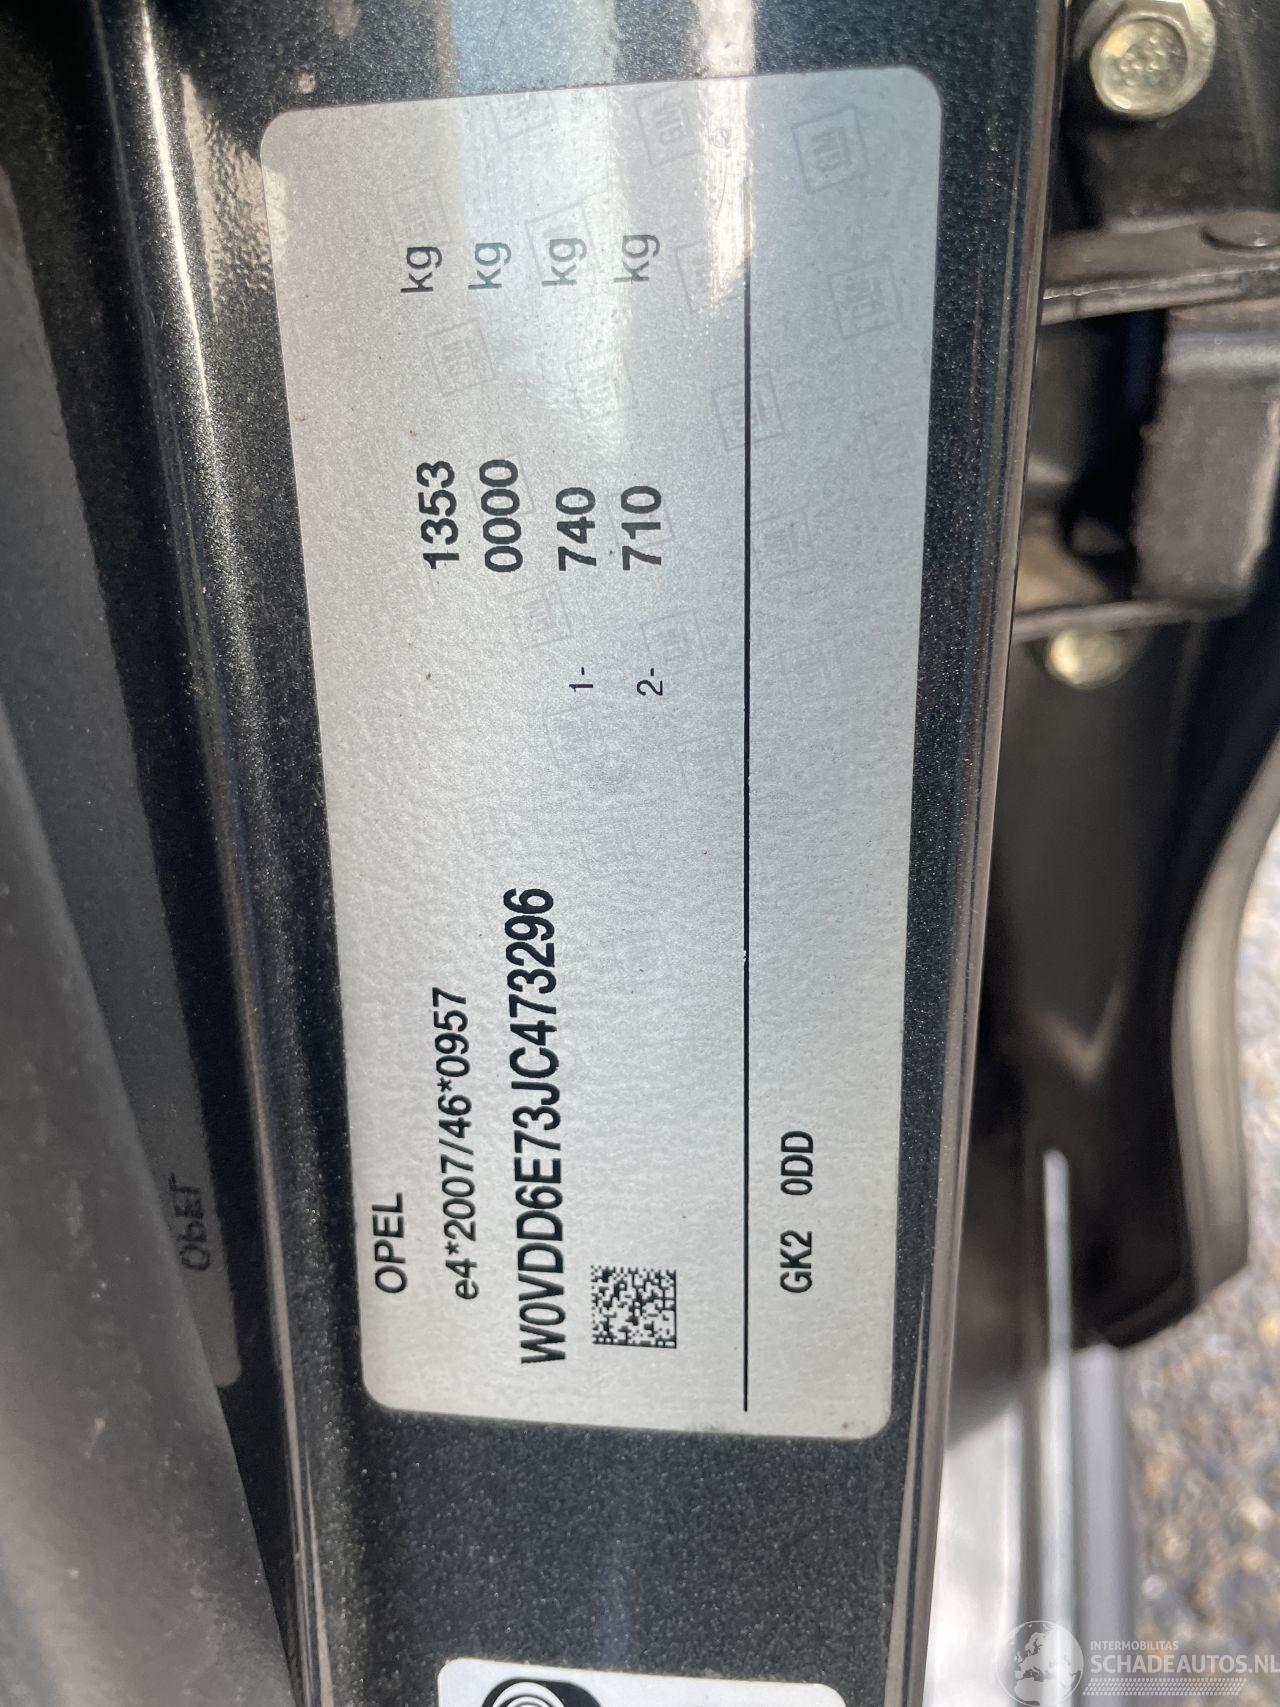 OPEL
e4*2007/46*0957
W0VDD6E73JC473296
1353 kg
0000 kg
1- 740 kg
2- 710 kg
GK2 0DD
INTERMOBILITAS
SCHADEAUTOS.NL